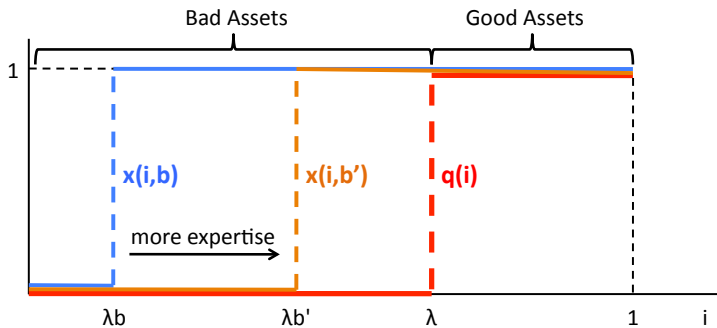 Bad Assets
Good Assets
1
x(i,b)
x(i,b’)
q(i)
more expertise
λb
λb'
λ
1
i